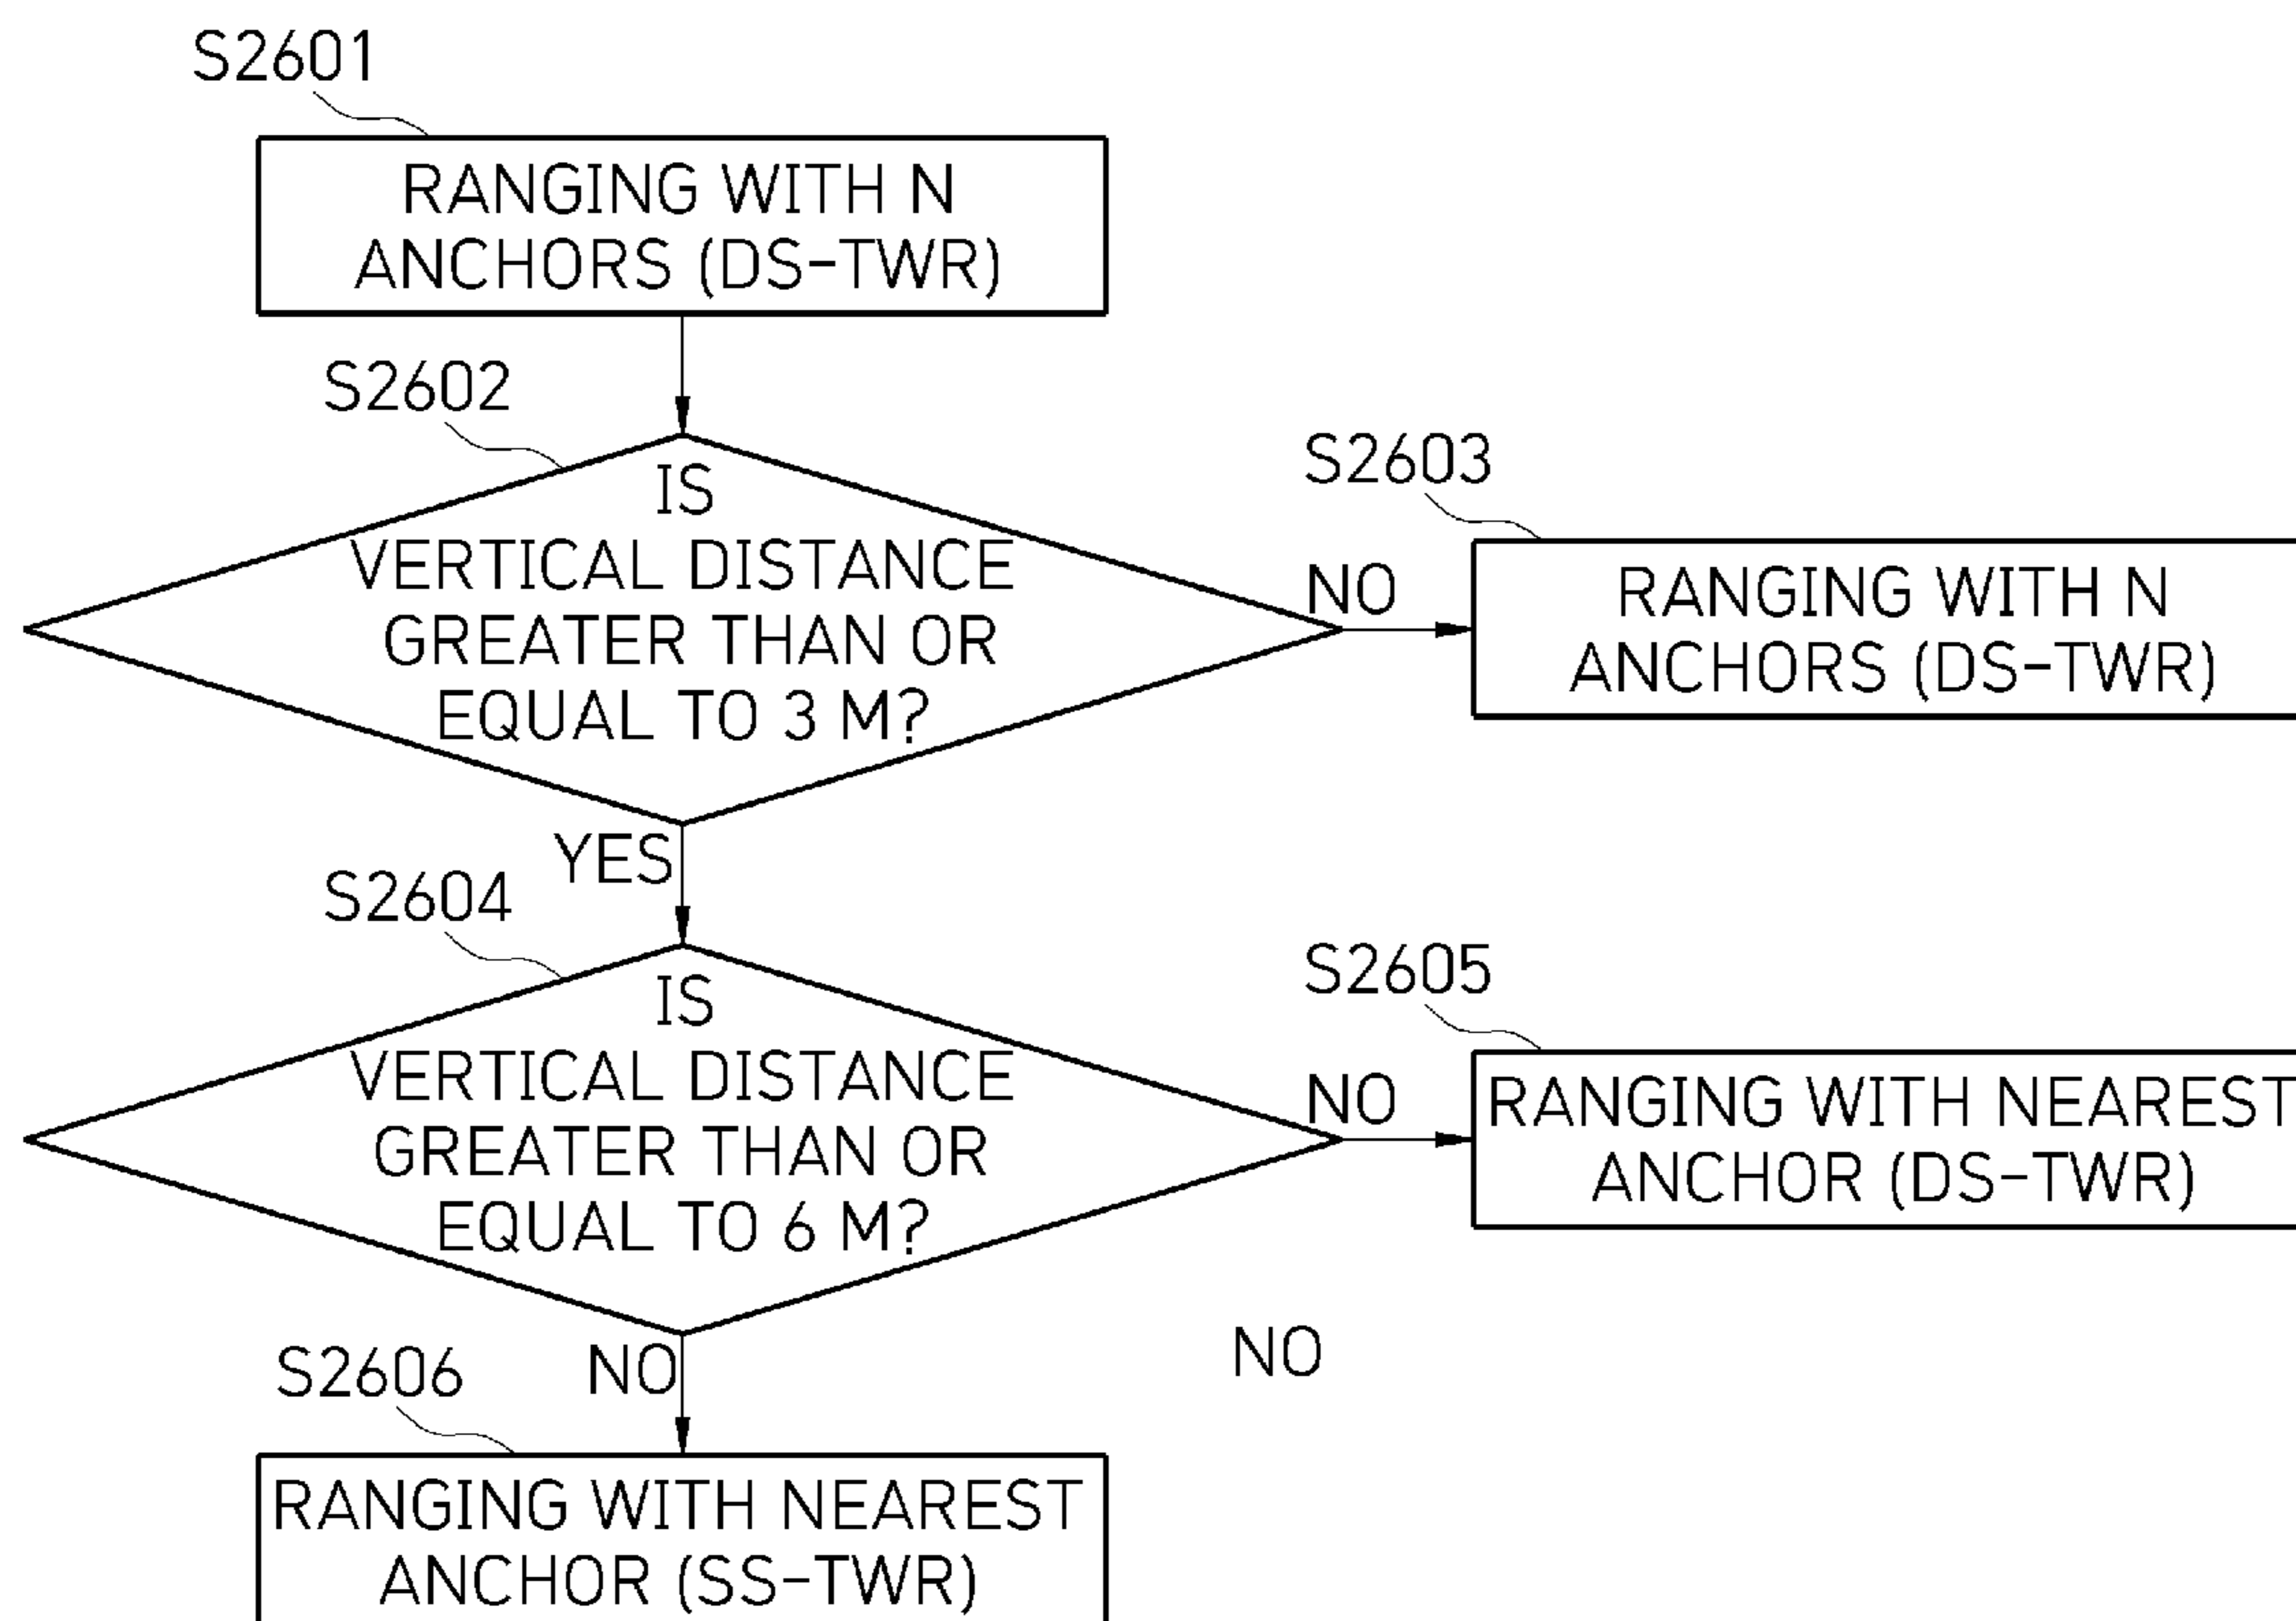 S2601
RANGING WITH N
ANCHORS (DS-TWR)
S2602
IS
VERTICAL DISTANCE
GREATER THAN OR
EQUAL TO 3 M?
NO
S2603
RANGING WITH N
ANCHORS (DS-TWR)
YES
S2604
IS
VERTICAL DISTANCE
GREATER THAN OR
EQUAL TO 6 M?
NO
S2605
RANGING WITH NEAREST
ANCHOR (DS-TWR)
NO
NO
S2606
RANGING WITH NEAREST
ANCHOR (SS-TWR)